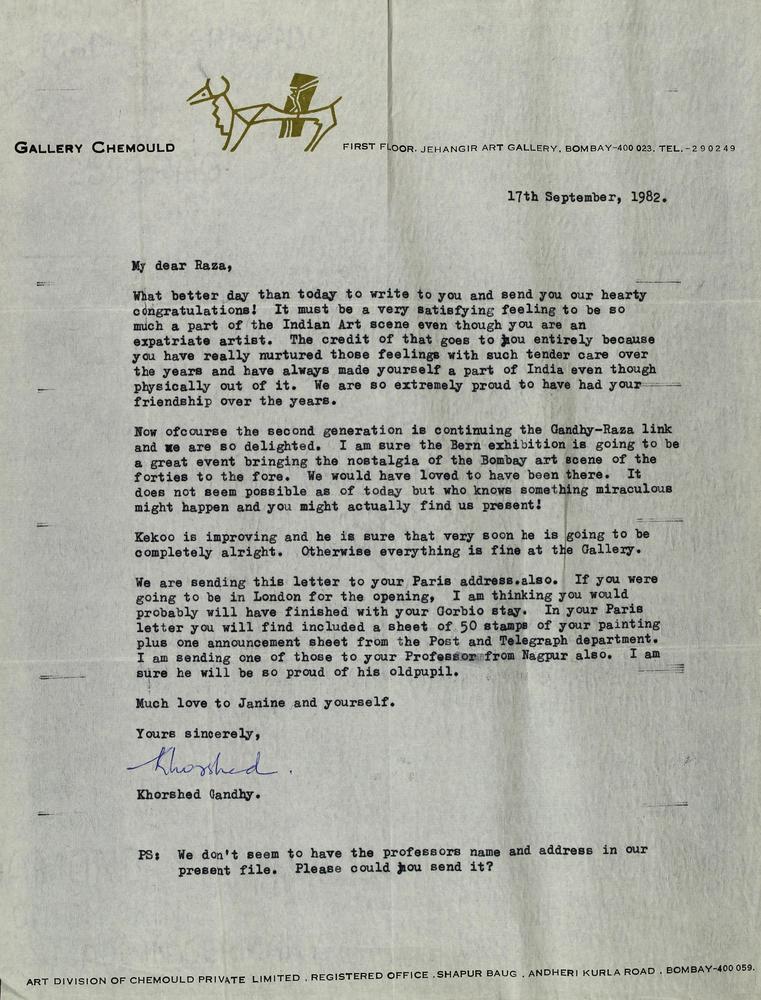 GALLERY CHEMOULD
FIRST FLOOR. JEHANGIR ART GALLERY, BOMBAY-400 023. TEL.-290249
17th September, 1982.
My dear Raza,
What better day than today to write to you and send you our hearty
congratulations! It must be a very satisfying feeling to be so
much a part of the Indian Art scene even though you are an
expatriate artist. The credit of that goes to you entirely because
you have really nurtured those feelings with such tender care over
the years and have always made yourself a part of India even though
physically out of it. We are so extremely proud to have had your
friendship over the years.
Now ofcourse the second generation is continuing the Gandhy-Raza link
and we are so delighted. I am sure the Bern exhibition is going to be
a great event bringing the nostalgia of the Bombay art scene of the
forties to the fore. We would have loved to have been there. It
does not seem possible as of today but who knows something miraculous
might happen and you might actually find us present!
Kekoo is improving and he is sure that very soon he is going to be
completely alright. Otherwise everything is fine at the Gallery.
We are sending this letter to your Paris address.also. If you were
going to be in London for the opening, I am thinking you would
probably will have finished with your Gorbio stay. In your Paris
letter you will find included a sheet of 50 stamps of your painting
plus one announcement sheet from the Post and Telegraph department.
I am sending one of those to your Professor from Nagpur also. I am
sure he will be so proud of his oldpupil.
Much love to Janine and yourself.
Yours sincerely,
Khorshed.
Khorshed Gandhy.
PS: We don't seem to have the professors name and address in our
present file. Please could you send it?
ART DIVISION OF CHEMOULD PRIVATE LIMITED . REGISTERED OFFICE . SHAPUR BAUG . ANDHERI KURLA ROAD . BOMBAY-400 059.